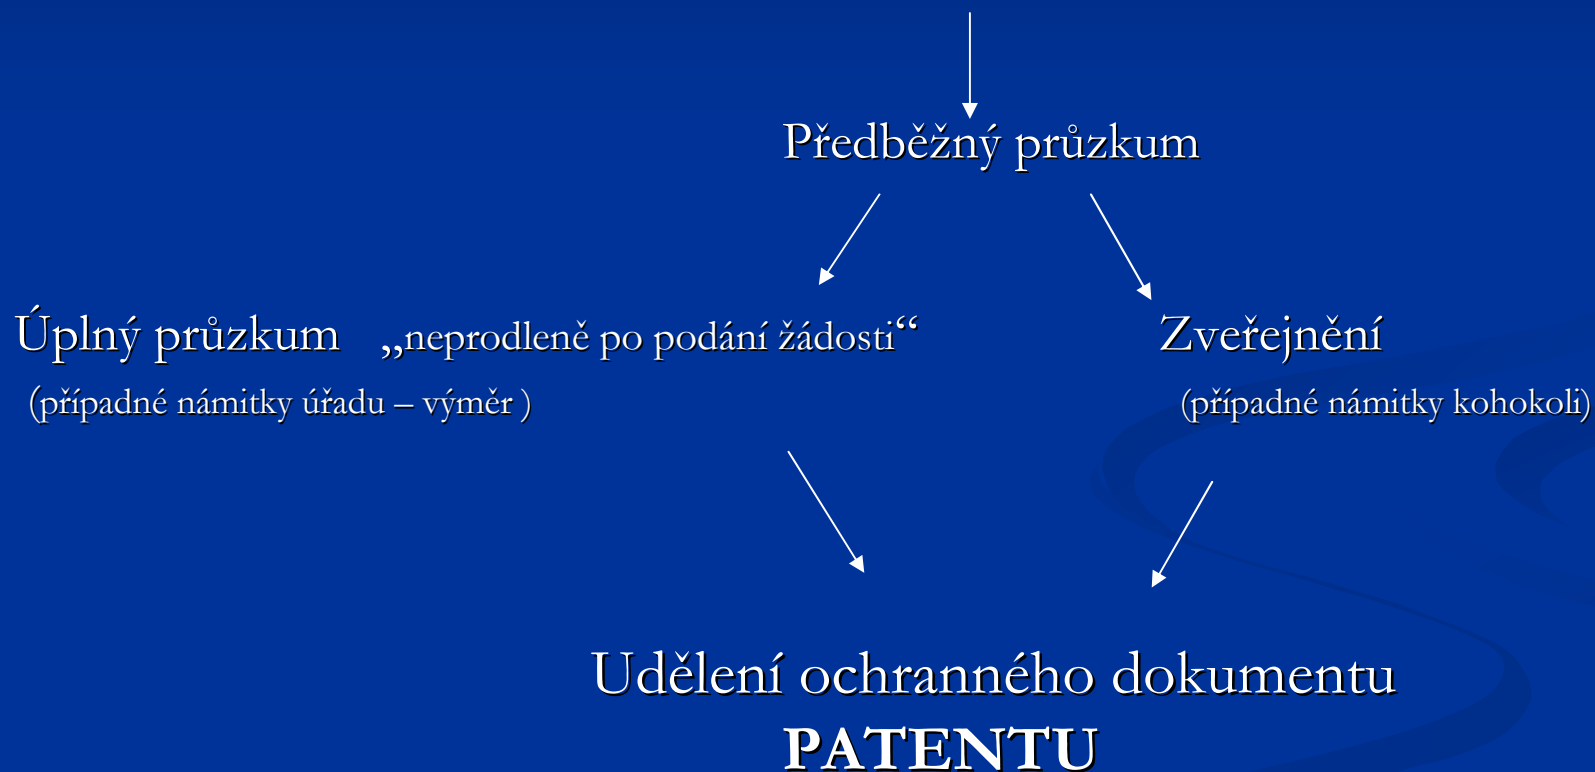 Předběžný průzkum
Úplný průzkum „neprodleně po podání žádosti“ Zveřejnění
(případné námitky úřadu – výměr ) (případné námitky kohokoli)
Udělení ochranného dokumentu
PATENTU